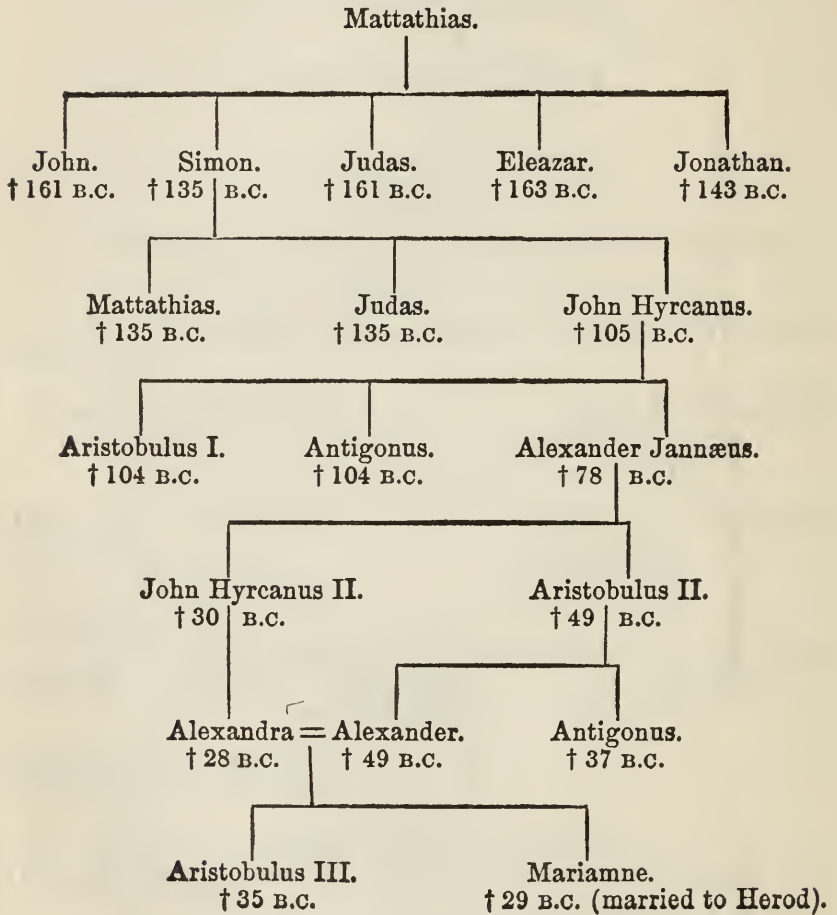 Mattathias.
John. Simon. Judas. Eleazar. Jonathan.
† 161 B.C. † 135 B.C. † 161 B.C. † 163 B.C. † 143 B.C.
Mattathias. Judas. John Hyrcanus.
† 135 B.C. † 135 B.C. † 105 B.C.
Aristobulus I. Antigonus. Alexander Jannæus.
† 104 B.C. † 104 B.C. † 78 B.C.
John Hyrcanus II. Aristobulus II.
† 30 B.C. † 49 B.C.
Alexandra = Alexander. Antigonus.
† 28 B.C. † 49 B.C. † 37 B.C.
Aristobulus III. Mariamne.
† 35 B.C. † 29 B.C. (married to Herod).